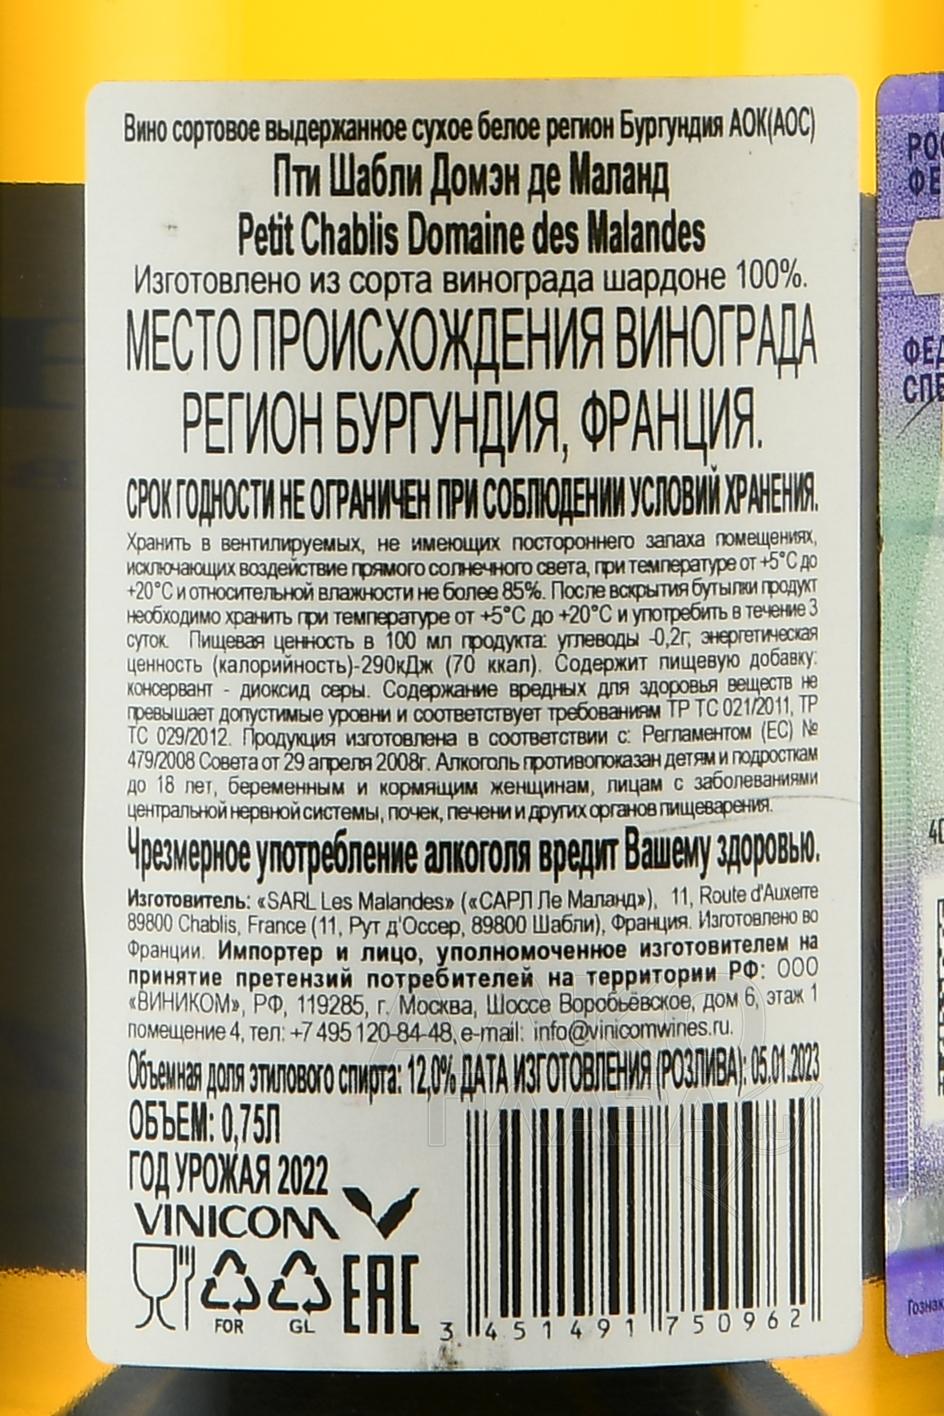 Вино сортовое выдержанное сухое белое регион Бургундия АОК(AOC)
Пти Шабли Домэн де Маланд
Petit Chablis Domaine des Malandes
Изготовлено из сорта винограда шардоне 100%.
МЕСТО ПРОИСХОЖДЕНИЯ ВИНОГРАДА
РЕГИОН БУРГУНДИЯ, ФРАНЦИЯ.
СРОК ГОДНОСТИ НЕ ОГРАНИЧЕН ПРИ СОБЛЮДЕНИИ УСЛОВИЙ ХРАНЕНИЯ.
Хранить в вентилируемых, не имеющих постороннего запаха помещениях,
исключающих воздействие прямого солнечного света, при температуре от +5°С до
+20°С и относительной влажности не более 85%. После вскрытия бутылки продукт
необходимо хранить при температуре от +5°С до +20°С и употребить в течение 3
суток. Пищевая ценность в 100 мл продукта: углеводы -0,2г, энергетическая
ценность (калорийность)-290кДж (70 ккал). Содержит пищевую добавку:
консервант - диоксид серы. Содержание вредных для здоровья веществ не
превышает допустимые уровни и соответствует требованиям ТР ТС 021/2011, ТР
ТС 029/2012. Продукция изготовлена в соответствии с: Регламентом (ЕС) №
479/2008 Совета от 29 апреля 2008г. Алкоголь противопоказан детям и подросткам
до 18 лет, беременным и кормящим женщинам, лицам с заболеваниями
центральной нервной системы, почек, печени и других органов пищеварения.
Чрезмерное употребление алкоголя вредит Вашему здоровью.
Изготовитель: «SARL Les Malandes» («САРЛ Ле Маланд»), 11, Route d'Auxerre
89800 Chablis, France (11, Рут д'Оссер, 89800 Шабли), Франция. Изготовлено во
Франции. Импортер и лицо, уполномоченное изготовителем на
принятие претензий потребителей на территории РФ: ООО
«ВИНИКОМ», РФ, 119285, г. Москва, Шоссе Воробьёвское, дом 6, этаж 1
помещение 4, тел: +7 495 120-84-48, e-mail: info@vinicomwines.ru.
Объемная доля этилового спирта: 12,0% ДАТА ИЗГОТОВЛЕНИЯ (РОЗЛИВА): 05.01.2023
ОБЪЕМ: 0,75Л
ГОД УРОЖАЯ 2022
VINICOM
FOR GL EAC
3 451491 750962
РОС
ФЕ
ФЕД
СПЕ
40
Гознак